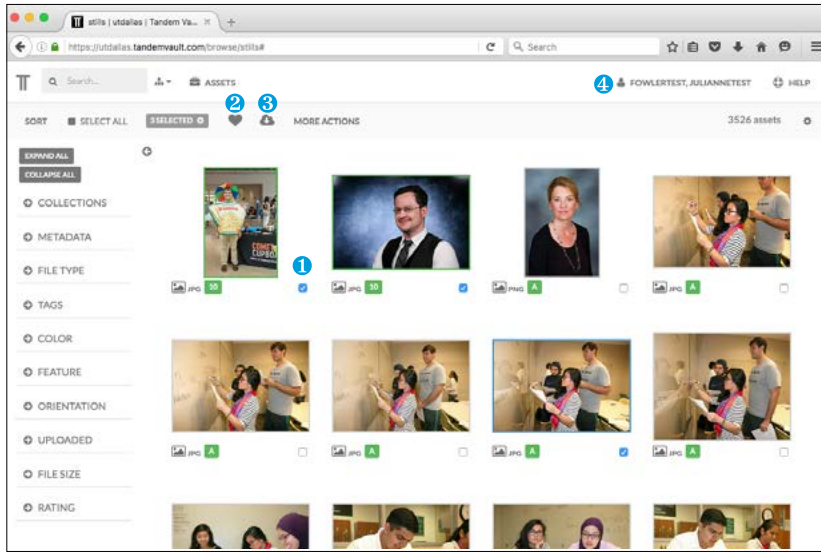 stills | utdallas | Tandem Va... ×
https://utdallas.tandemvault.com/browse/stills#
Search
Search...
ASSETS
4
FOWLERTEST, JULIANNETEST
HELP
2
3
SORT
SELECT ALL
3 SELECTED
MORE ACTIONS
3526 assets
EXPAND ALL
COLLAPSE ALL
COLLECTIONS
METADATA
FILE TYPE
TAGS
COLOR
FEATURE
ORIENTATION
UPLOADED
FILE SIZE
RATING
COMET
CUPBOARD
1
JPG
JPG
PNG A
JPG A
JPG A
JPG A
JPG A
JPG A